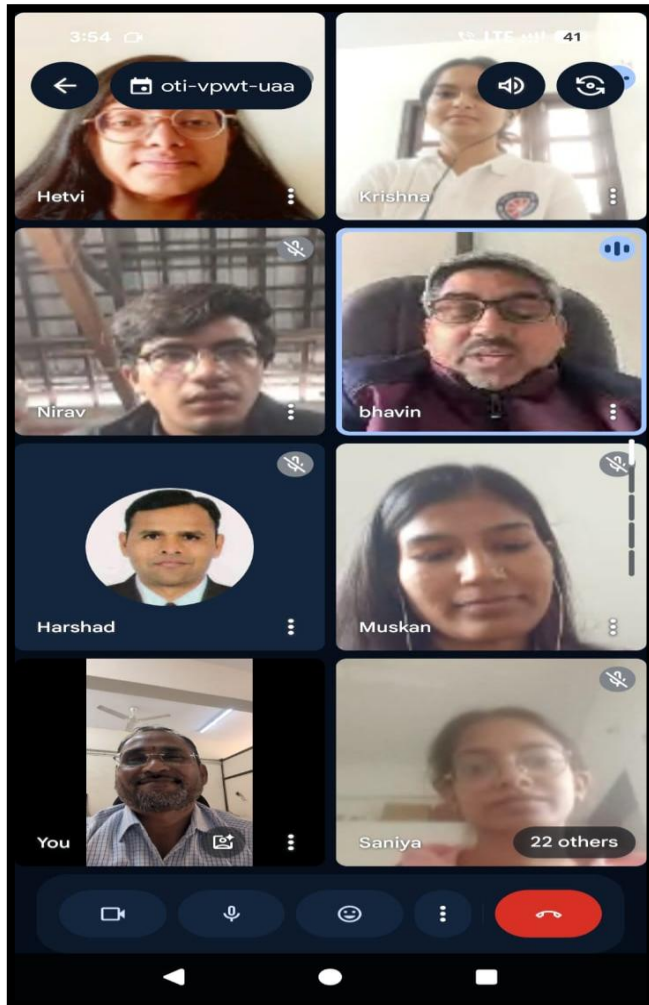 3:54
LTE 41
oti-vpwt-uaa
Hetvi
Krishna
Nirav
bhavin
Harshad
Muskan
You
Saniya
22 others